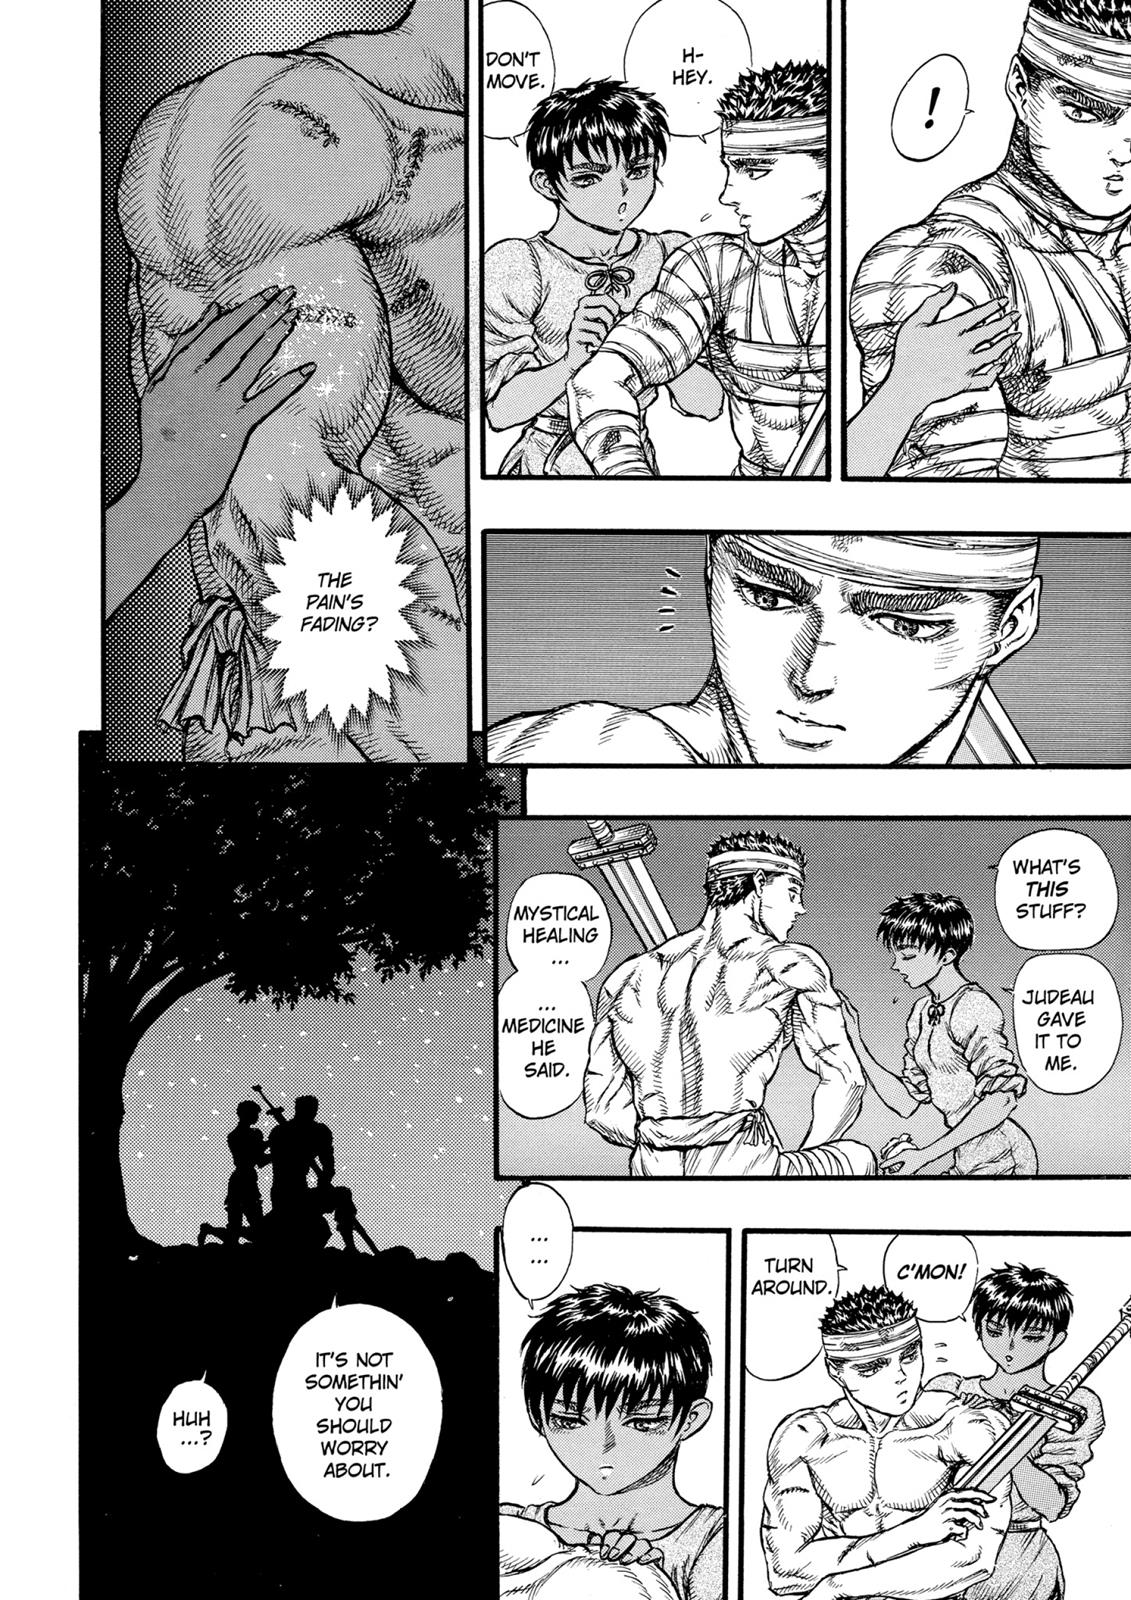 !
H-
HEY.
DON'T
MOVE.
THE
PAIN'S
FADING?
WHAT'S
THIS
STUFF?
JUDEAU
GAVE
IT TO
ME.
MYSTICAL
HEALING
...
...
MEDICINE
HE
SAID.
C'MON!
TURN
AROUND.
...
...
IT'S NOT
SOMETHIN'
YOU
SHOULD
WORRY
ABOUT.
HUH
...?